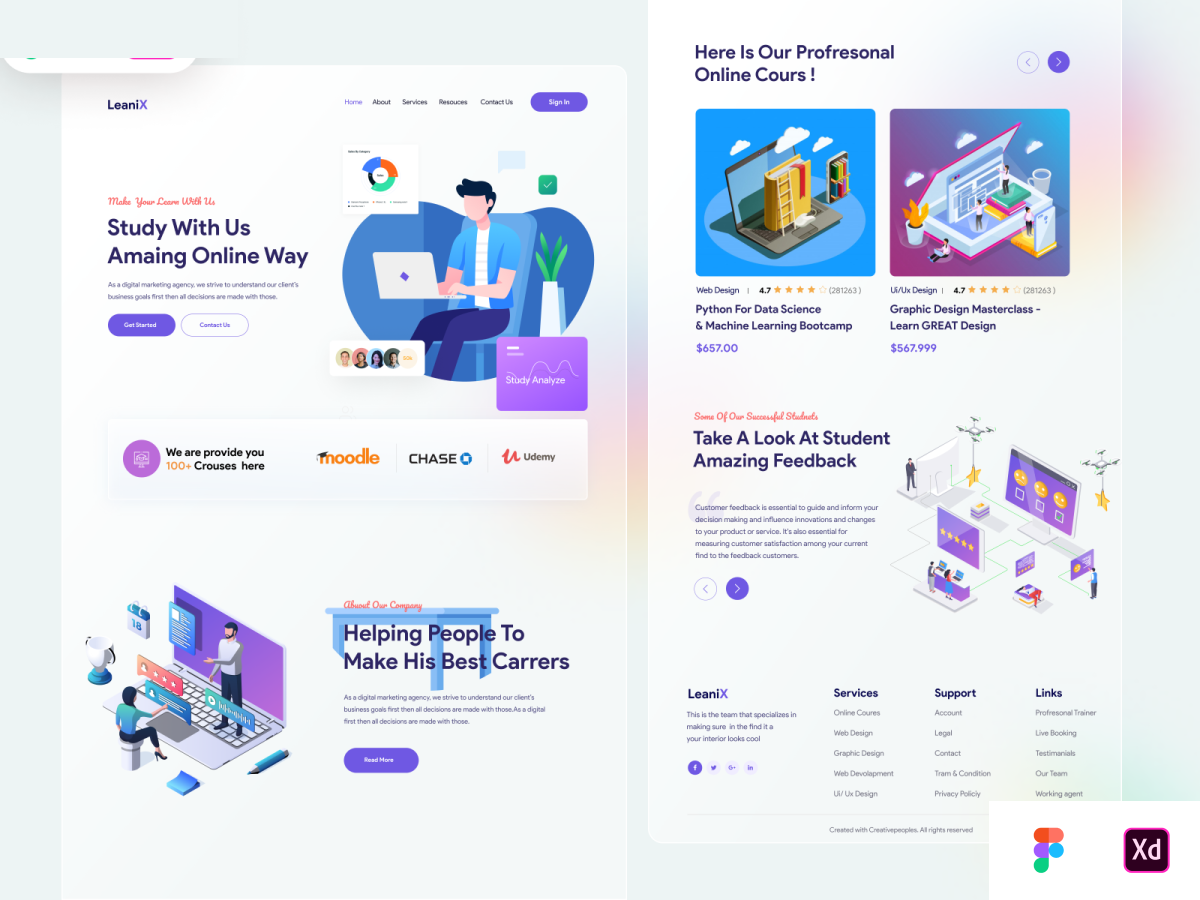 LeaniX
Home About Services Resouces Contact Us Sign In
Make Your Learn With Us
Study With Us
Amaing Online Way
As a digital marketing agency, we strive to understand our client's
business goals first then all decisions are made with those.
Get Started Contact Us
Study Analyze
We are provide you
100+ Crouses here
moodle CHASE Udemy
18
Abuout Our Company
Helping People To
Make His Best Carrers
As a digital marketing agency, we strive to understand our client's
business goals first then all decisions are made with those.As a digital
first then all decisions are made with those.
Read More
Here Is Our Profresonal
Online Cours !
Web Design | 4.7 (281263 )
Python For Data Science
& Machine Learning Bootcamp
$657.00
Ui/Ux Design | 4.7 (281263 )
Graphic Design Masterclass -
Learn GREAT Design
$567.999
Some Of Our Successful Studnets
Take A Look At Student
Amazing Feedback
Customer feedback is essential to guide and inform your
decision making and influence innovations and changes
to your product or service. It's also essential for
measuring customer satisfaction among your current
find to the feedback customers.
LeaniX
This is the team that specializes in
making sure in the find it a
your interior looks cool
Services
Online Coures
Web Design
Graphic Design
Web Devolapment
Ui/ Ux Design
Support
Account
Legal
Contact
Tram & Condition
Privacy Policiy
Links
Profresonal Trainer
Live Booking
Testimanials
Our Team
Working agent
Created with Creativepeoples. All rights reserved
Xd